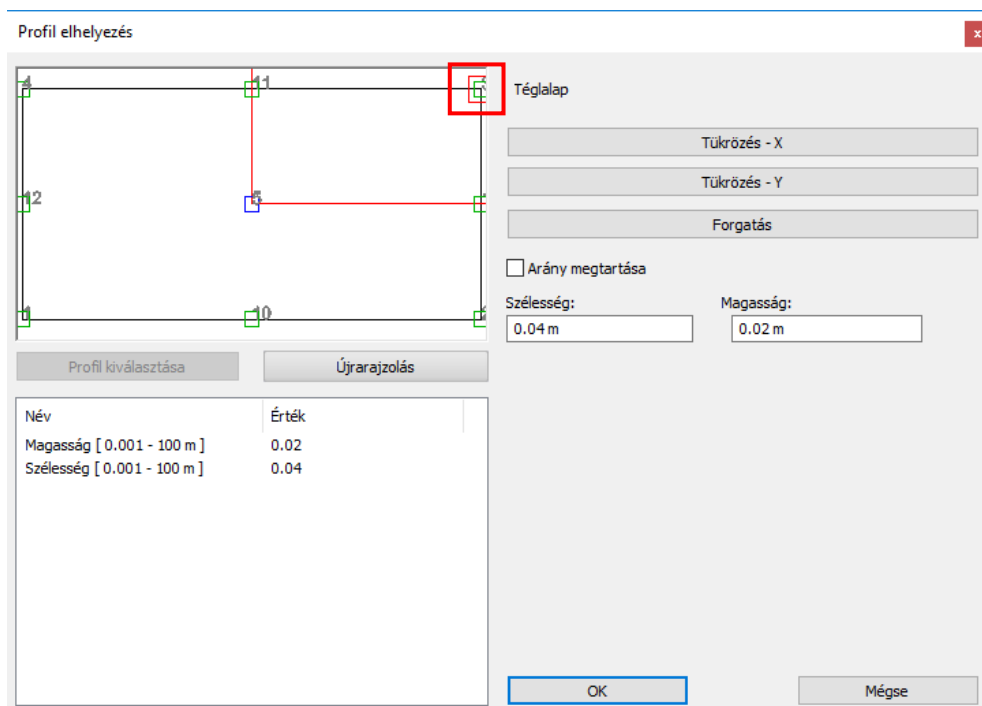 Profil elhelyezés
x
4
11
Téglalap
Tükrözés - X
12
5
Tükrözés - Y
Forgatás
Arány megtartása
Szélesség:
Magasság:
1
10
0.04 m
0.02 m
Profil kiválasztása
Újrarajzolás
Név
Érték
Magasság [ 0.001 - 100 m ]
0.02
Szélesség [ 0.001 - 100 m ]
0.04
OK
Mégse